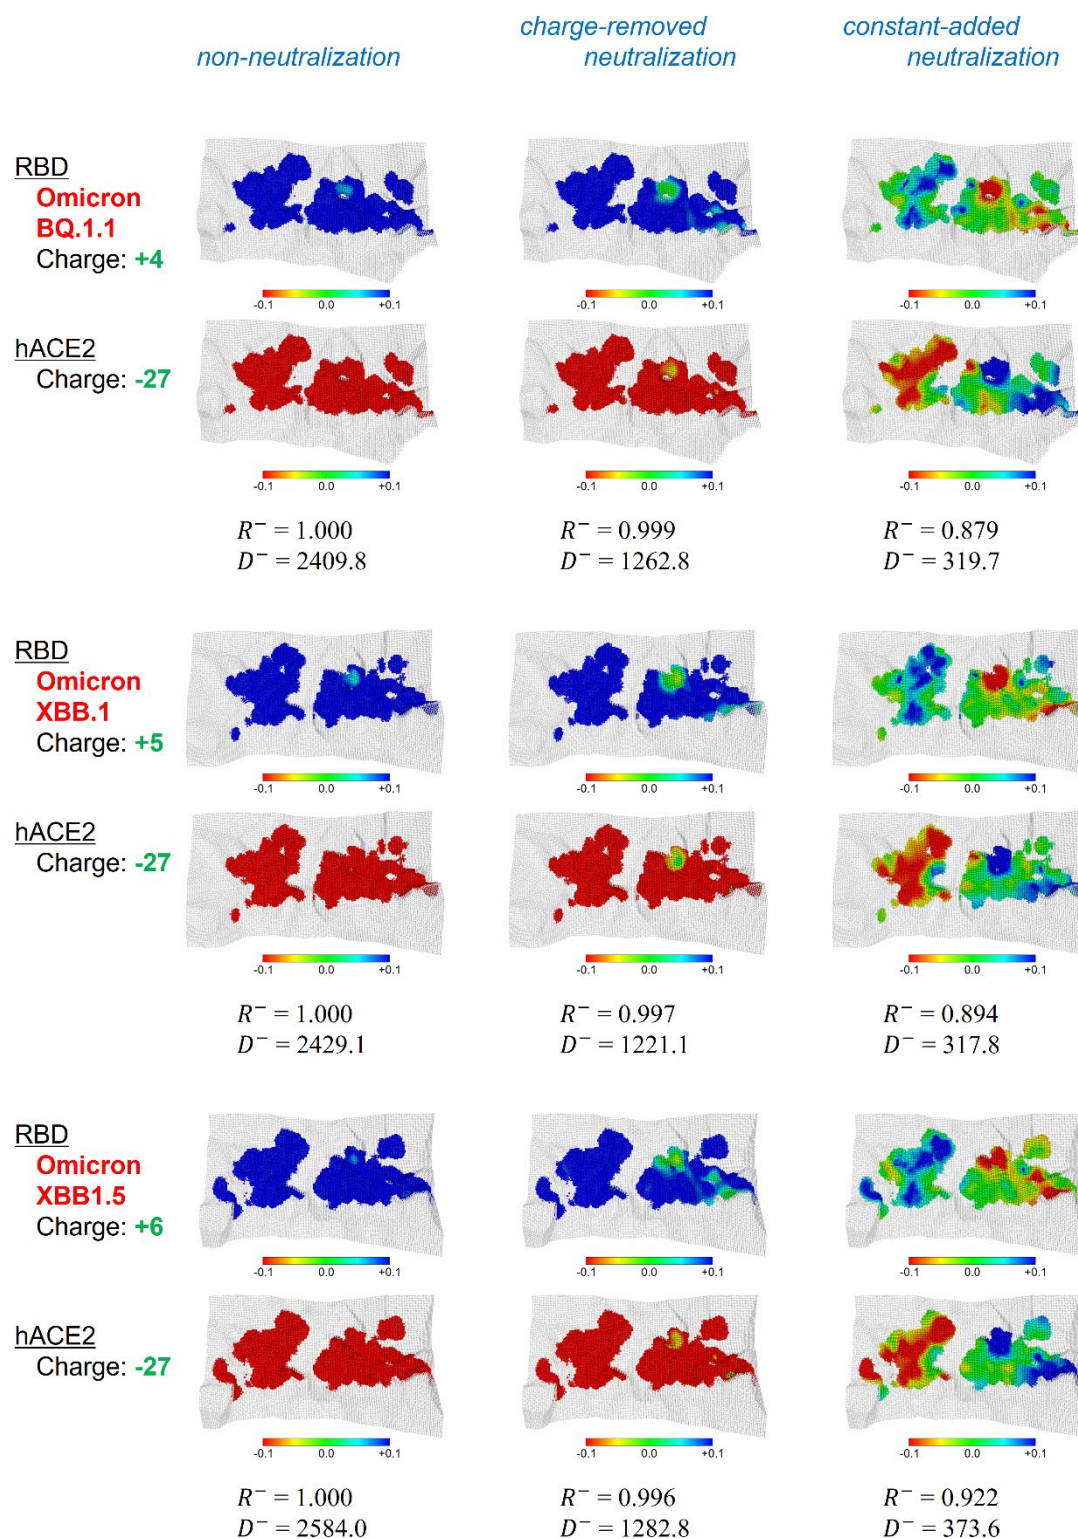 non-neutralization
charge-removed
neutralization
constant-added
neutralization
RBD
Omicron
BQ.1.1
Charge: +4
-0.1 0.0 +0.1
-0.1 0.0 +0.1
-0.1 0.0 +0.1
hACE2
Charge: -27
-0.1 0.0 +0.1
-0.1 0.0 +0.1
-0.1 0.0 +0.1
R⁻ = 1.000
D⁻ = 2409.8
R⁻ = 0.999
D⁻ = 1262.8
R⁻ = 0.879
D⁻ = 319.7
RBD
Omicron
XBB.1
Charge: +5
-0.1 0.0 +0.1
-0.1 0.0 +0.1
-0.1 0.0 +0.1
hACE2
Charge: -27
-0.1 0.0 +0.1
-0.1 0.0 +0.1
-0.1 0.0 +0.1
R⁻ = 1.000
D⁻ = 2429.1
R⁻ = 0.997
D⁻ = 1221.1
R⁻ = 0.894
D⁻ = 317.8
RBD
Omicron
XBB1.5
Charge: +6
-0.1 0.0 +0.1
-0.1 0.0 +0.1
-0.1 0.0 +0.1
hACE2
Charge: -27
-0.1 0.0 +0.1
-0.1 0.0 +0.1
-0.1 0.0 +0.1
R⁻ = 1.000
D⁻ = 2584.0
R⁻ = 0.996
D⁻ = 1282.8
R⁻ = 0.922
D⁻ = 373.6